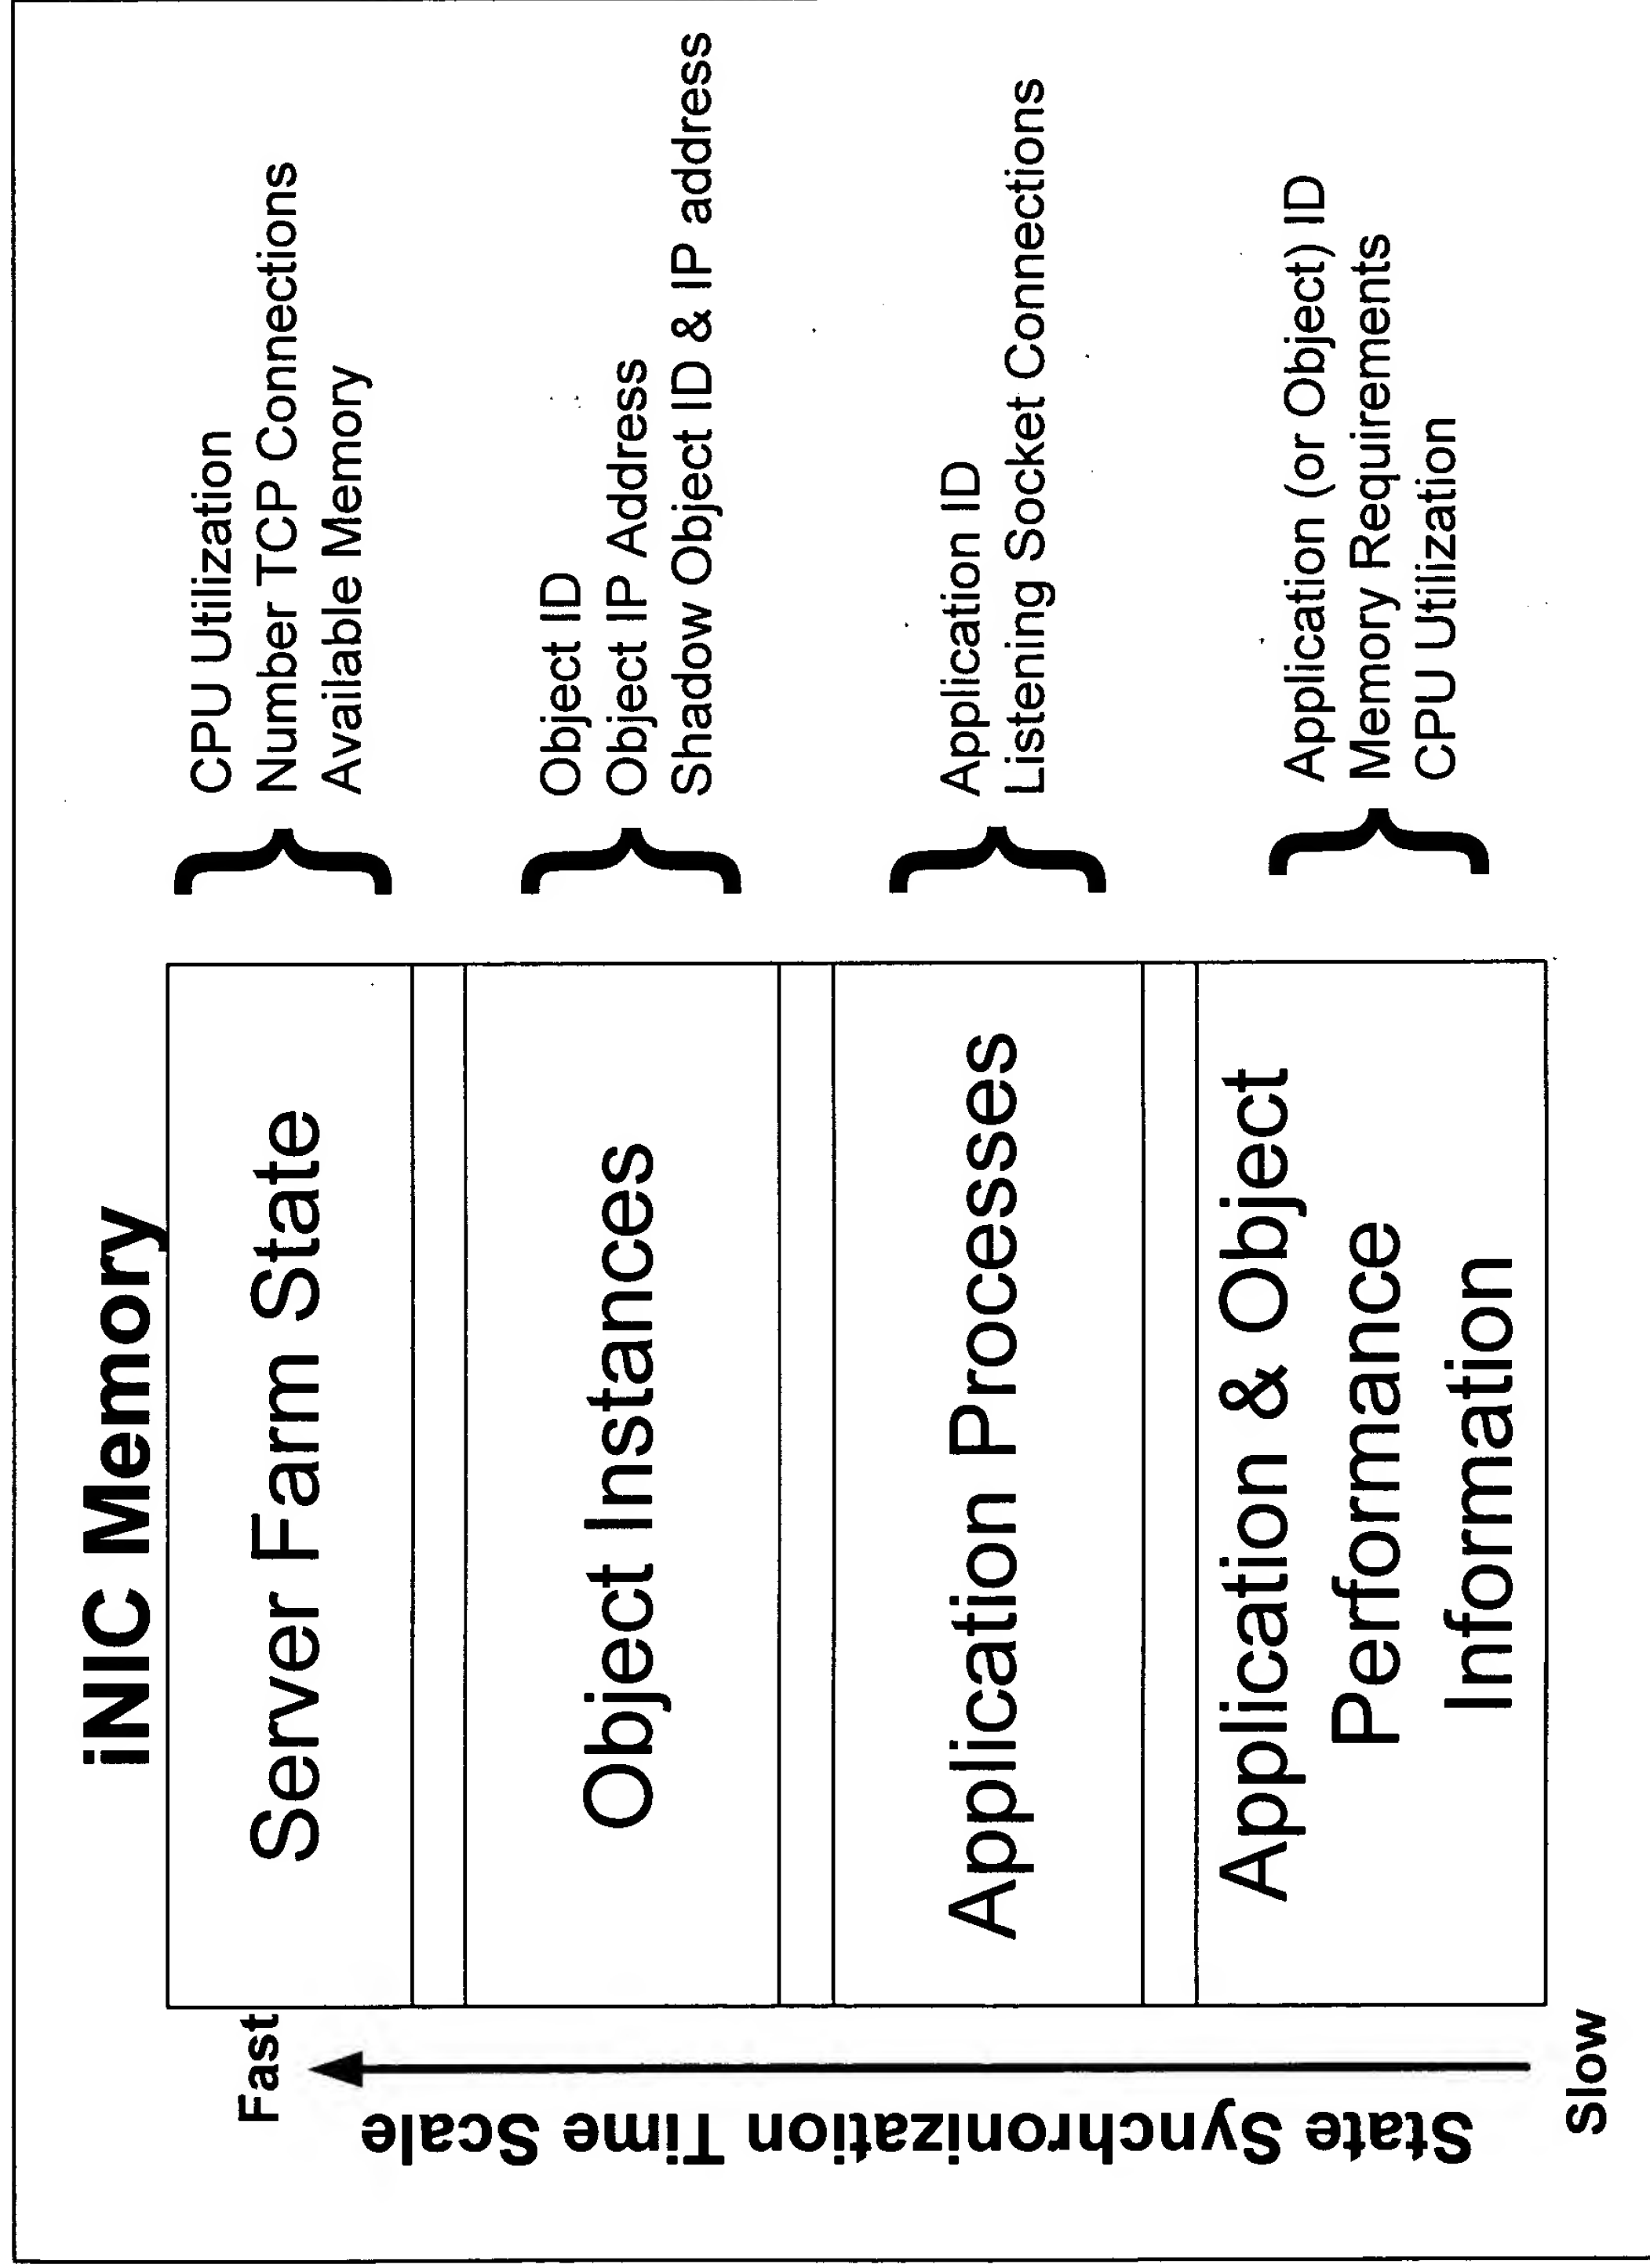 iNIC Memory
Fast
State Synchronization Time Scale
Slow
Server Farm State
CPU Utilization
Number TCP Connections
Available Memory
Object Instances
Object ID
Object IP Address
Shadow Object ID & IP address
Application Processes
Application ID
Listening Socket Connections
Application & Object
Performance
Information
Application (or Object) ID
Memory Requirements
CPU Utilization